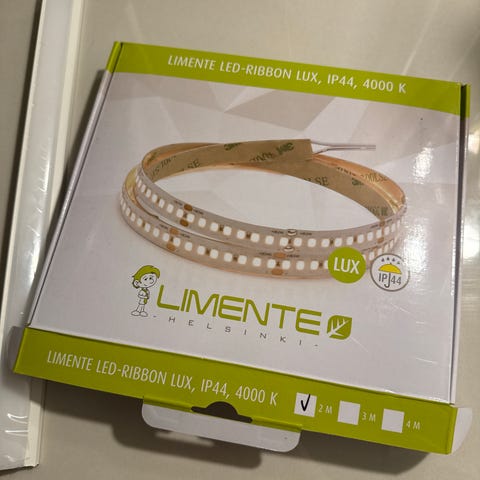 LIMENTE LED-RIBBON LUX, IP44, 4000 K
LUX
IP44
LIMENTE
- HELSINKI -
LIMENTE LED-RIBBON LUX, IP44, 4000 K
2 M
3 M
4 M